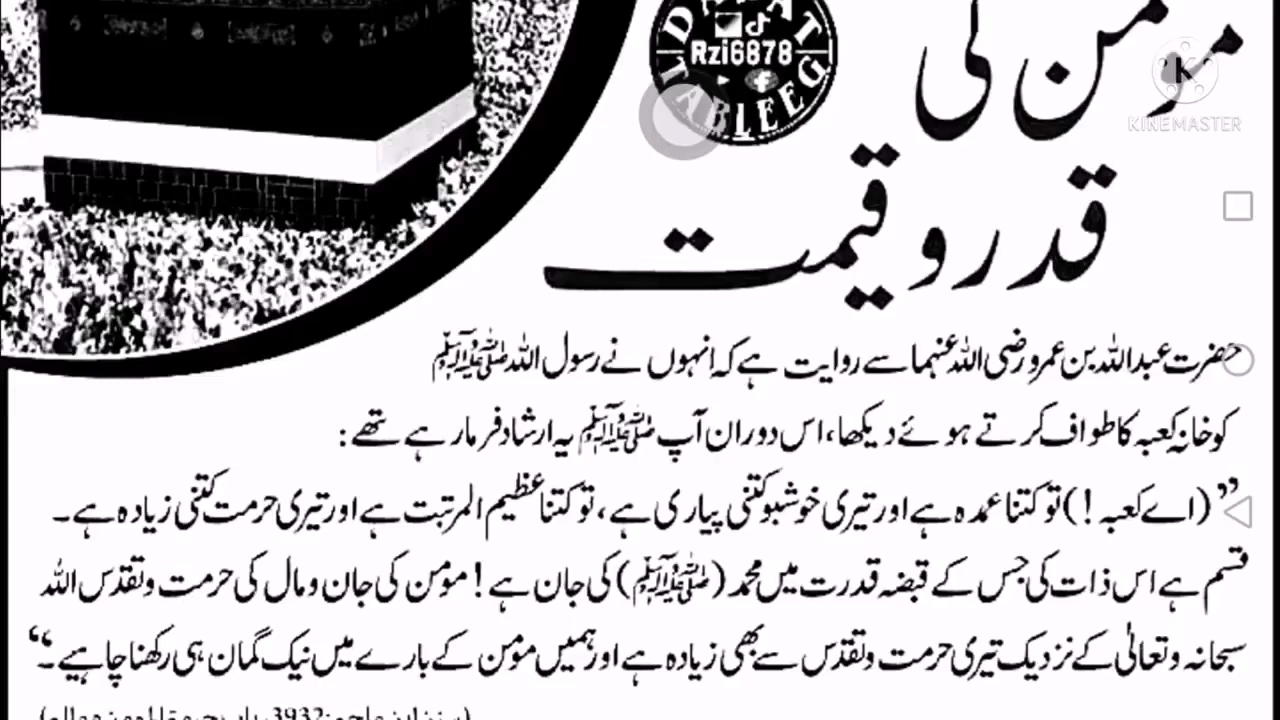 مومن کی
قدر و قیمت
DAWAT
Rzi6878
TABLEEG
KINEMASTER
حضرت عبداللہ بن عمرو رضی اللہ عنہما سے روایت ہے کہ انہوں نے رسول اللہ ﷺ
کو خانہ کعبہ کا طواف کرتے ہوئے دیکھا، اس دوران آپ ﷺ یہ ارشاد فرما رہے تھے:
”(اے کعبہ!) تو کتنا عمدہ ہے اور تیری خوشبو کتنی پیاری ہے، تو کتنا عظیم المرتبت ہے اور تیری حرمت کتنی زیادہ ہے۔
قسم ہے اس ذات کی جس کے قبضہ قدرت میں محمد (ﷺ) کی جان ہے! مومن کی جان و مال کی حرمت و تقدس اللہ
سبحانہ وتعالیٰ کے نزدیک تیری حرمت و تقدس سے بھی زیادہ ہے اور ہمیں مومن کے بارے میں نیک گمان ہی رکھنا چاہیے۔“
(سنن ابن ماجہ:3932،